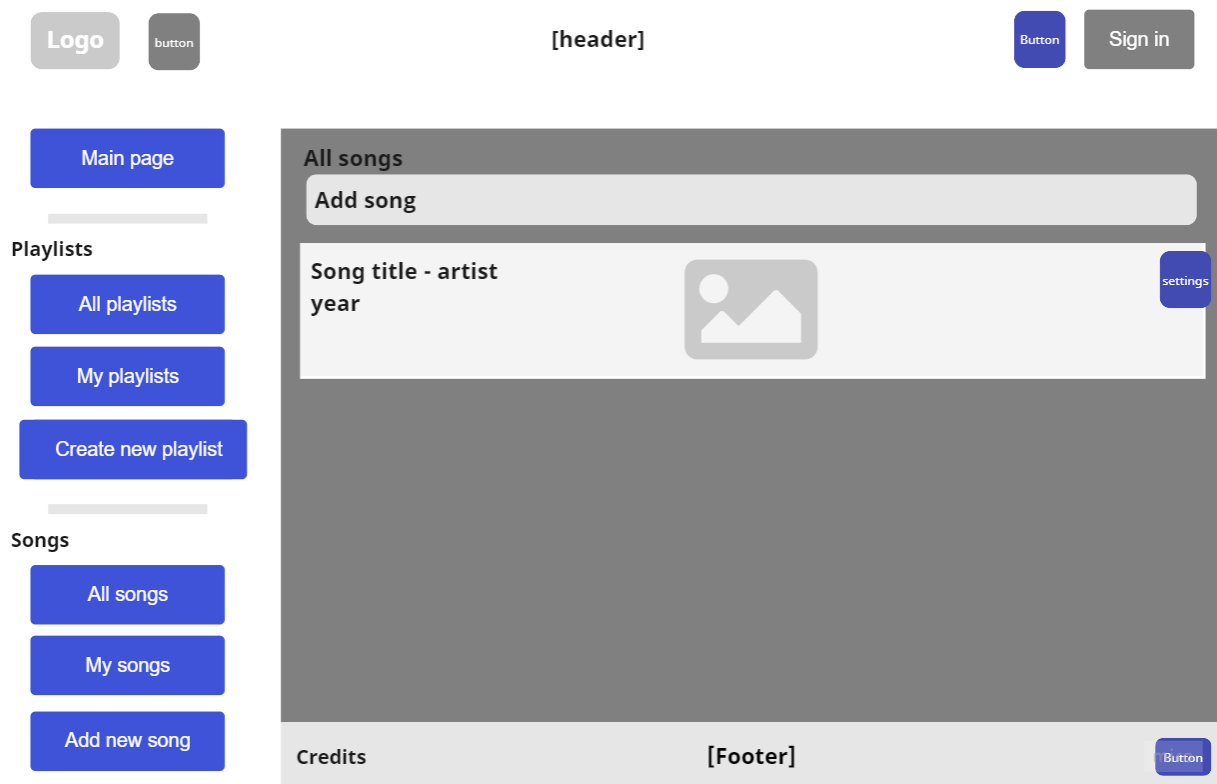 Logo
button
[header]
Button
Sign in
Main page
Playlists
All playlists
My playlists
Create new playlist
Songs
All songs
My songs
Add new song
All songs
Add song
Song title - artist
year
settings
Credits
[Footer]
Button